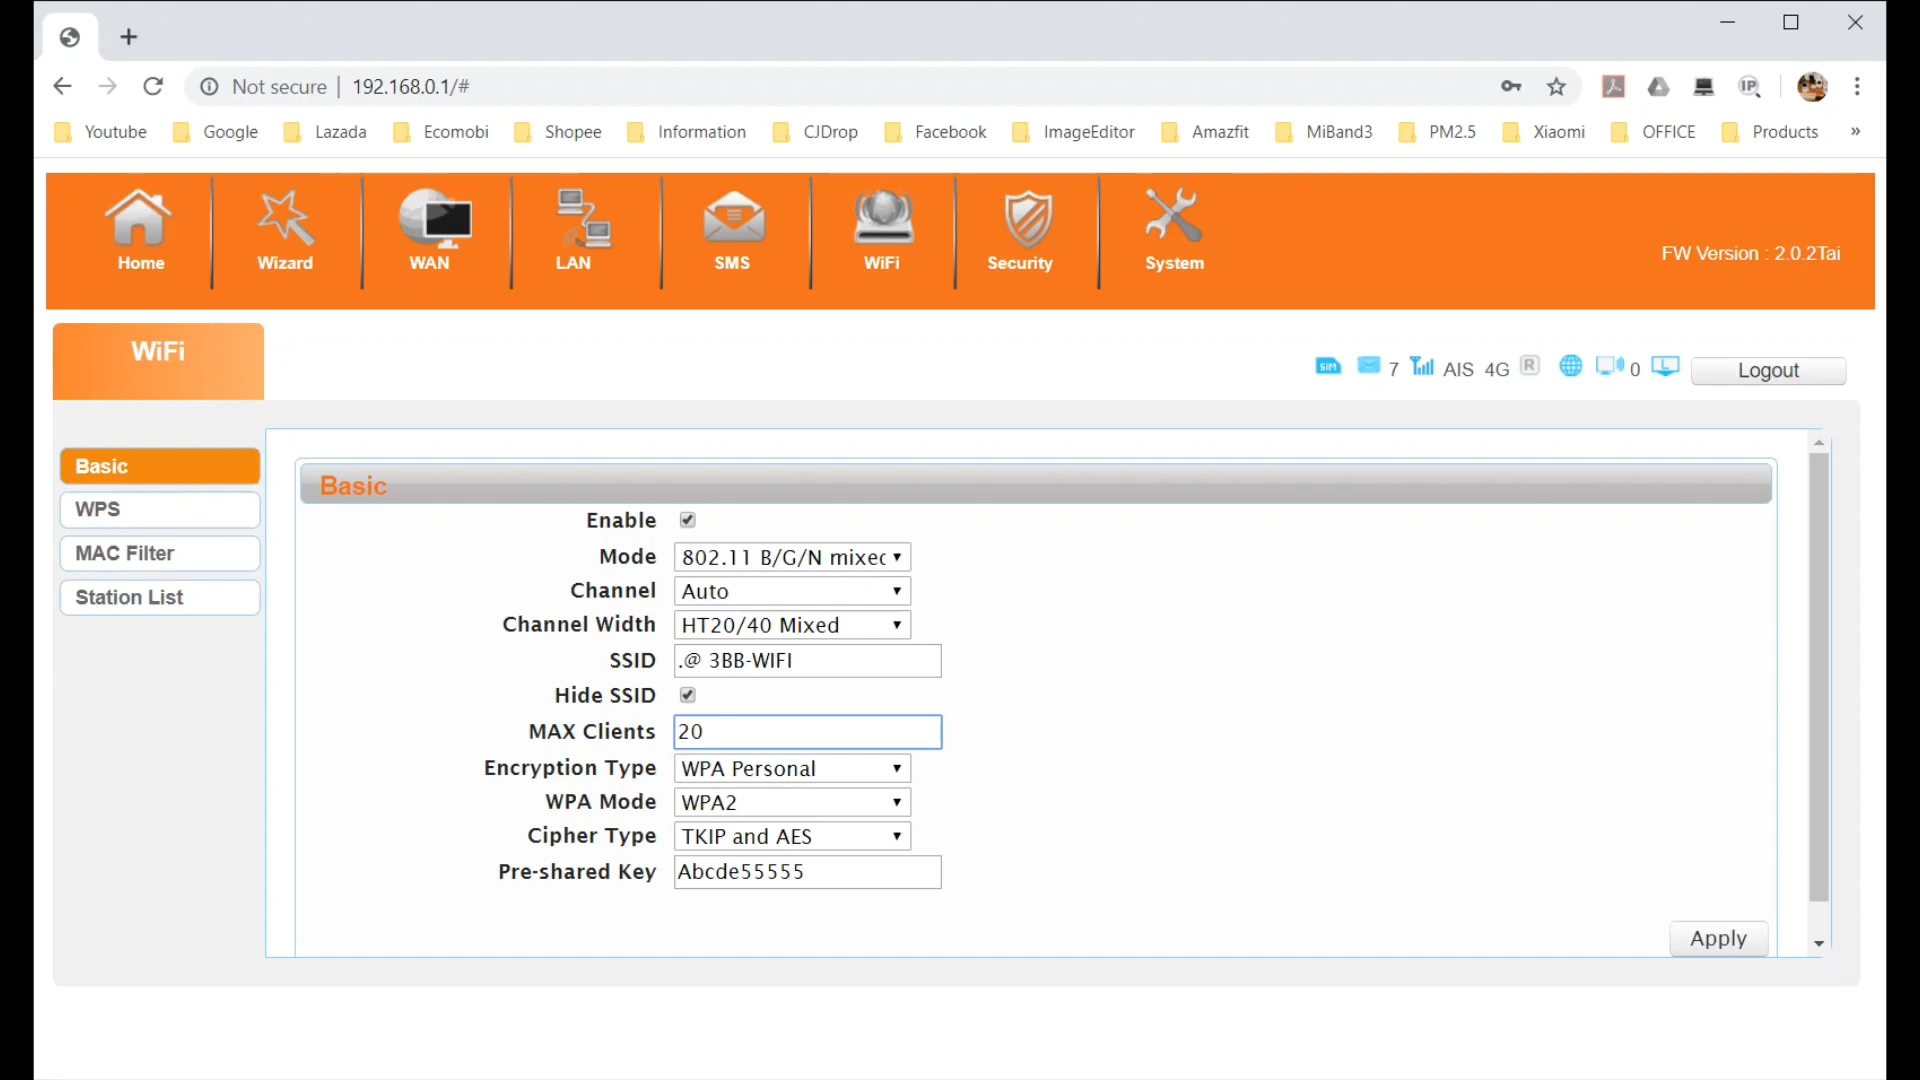 Not secure | 192.168.0.1/#
IP
Youtube Google Lazada Ecomobi Shopee Information CJDrop Facebook ImageEditor Amazfit MiBand3 PM2.5 Xiaomi OFFICE Products »
Home Wizard WAN LAN SMS WiFi Security System
FW Version : 2.0.2Tai
WiFi
SIM 7 AIS 4G R 0 L Logout
Basic
WPS
MAC Filter
Station List
Basic
Enable
Mode 802.11 B/G/N mixed
Channel Auto
Channel Width HT20/40 Mixed
SSID .@ 3BB-WIFI
Hide SSID
MAX Clients 20
Encryption Type WPA Personal
WPA Mode WPA2
Cipher Type TKIP and AES
Pre-shared Key Abcde55555
Apply